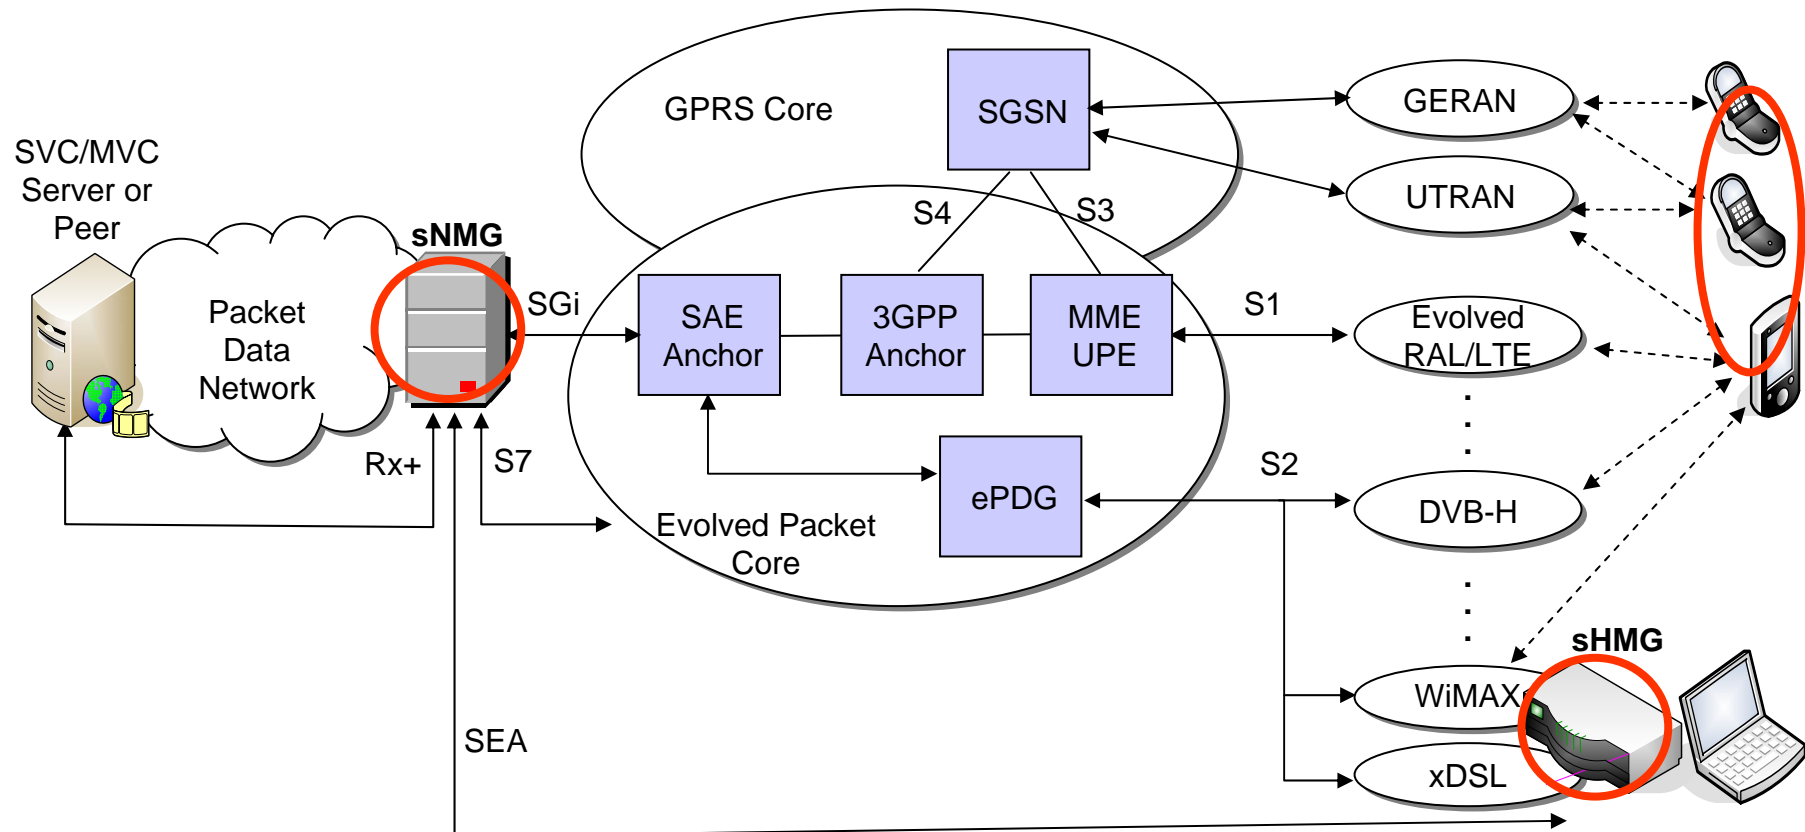 GPRS Core
SGSN
GERAN
SVC/MVC
Server or
Peer
UTRAN
S4
S3
sNMG
Packet
Data
Network
SGi
SAE
Anchor
3GPP
Anchor
MME
UPE
S1
Evolved
RAL/LTE
Rx+
S7
ePDG
S2
DVB-H
Evolved Packet
Core
sHMG
WiMAX
SEA
xDSL